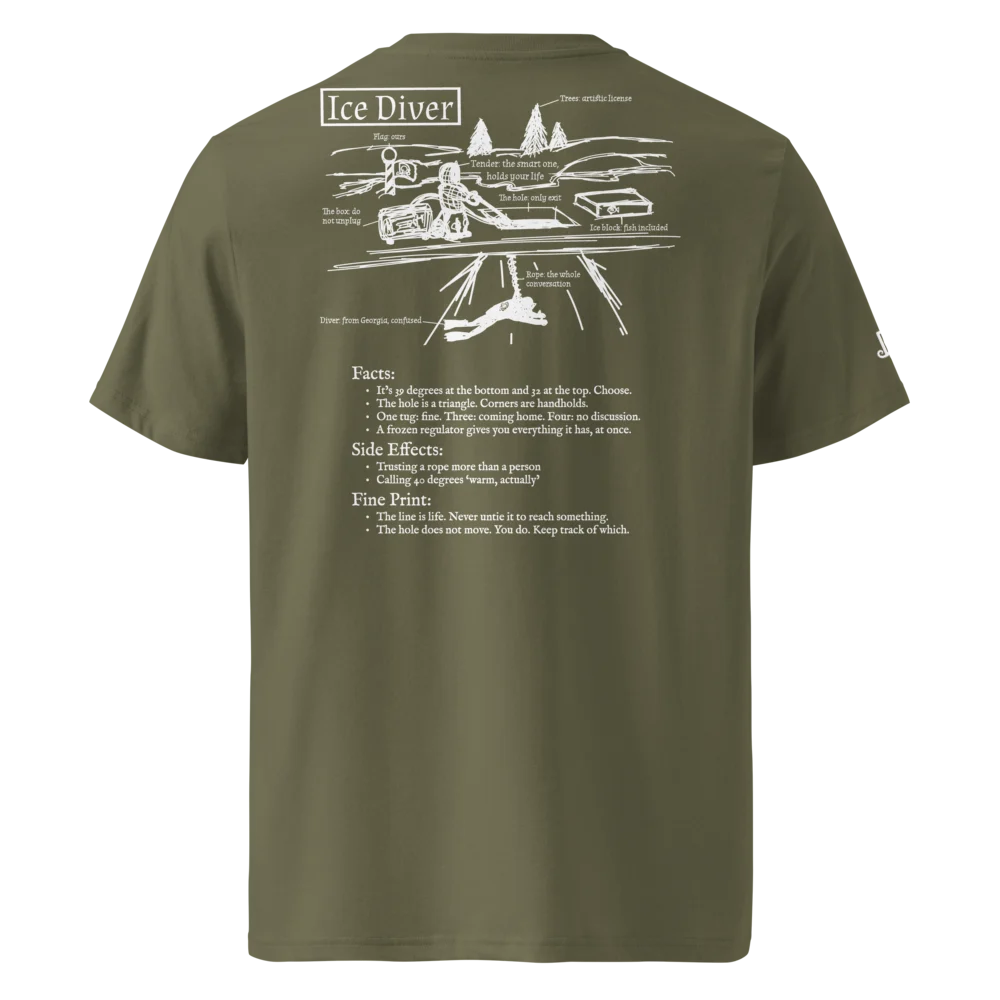 Ice Diver
Trees: artistic license
Flag: ours
Tender: the smart one,
holds your life
The hole: only exit
The box: do
not unplug
Ice block: fish included
Rope: the whole
conversation
Diver: from Georgia, confused
Facts:
• It's 39 degrees at the bottom and 32 at the top. Choose.
• The hole is a triangle. Corners are handholds.
• One tug: fine. Three: coming home. Four: no discussion.
• A frozen regulator gives you everything it has, at once.
Side Effects:
• Trusting a rope more than a person
• Calling 40 degrees ‘warm, actually’
Fine Print:
• The line is life. Never untie it to reach something.
• The hole does not move. You do. Keep track of which.